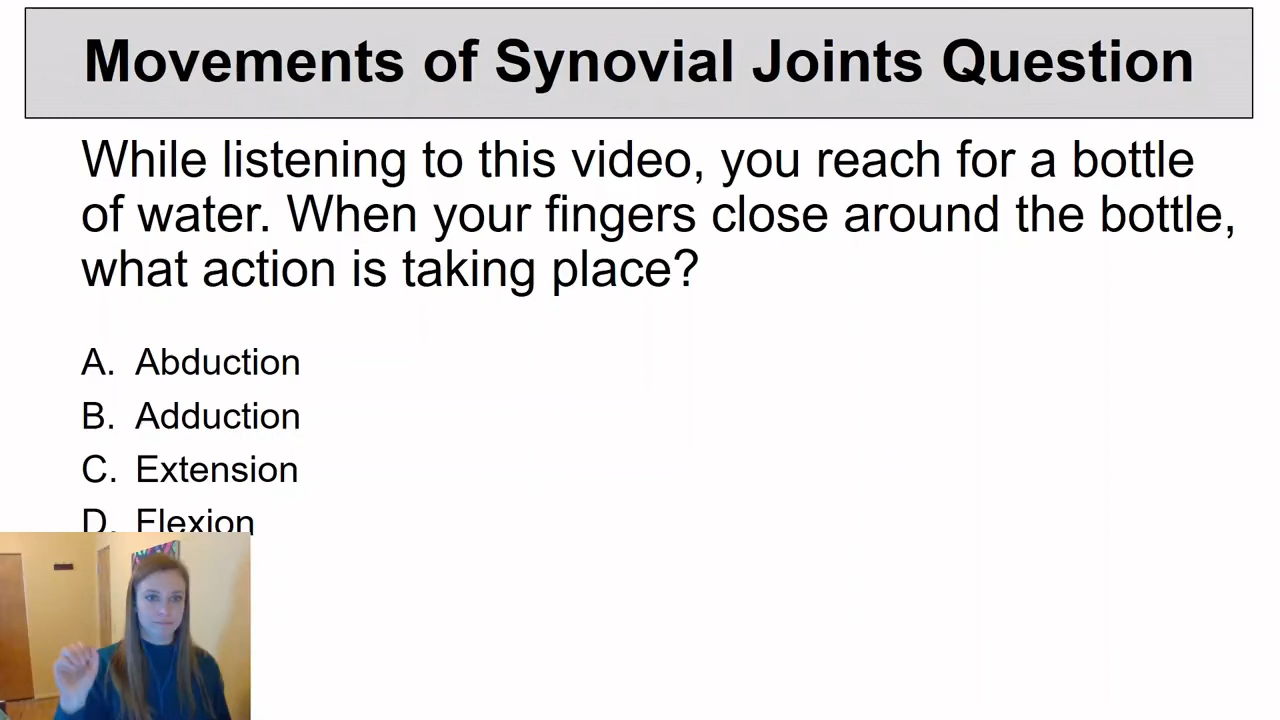 Movements of Synovial Joints Question
While listening to this video, you reach for a bottle
of water. When your fingers close around the bottle,
what action is taking place?
A. Abduction
B. Adduction
C. Extension
D. Flexion